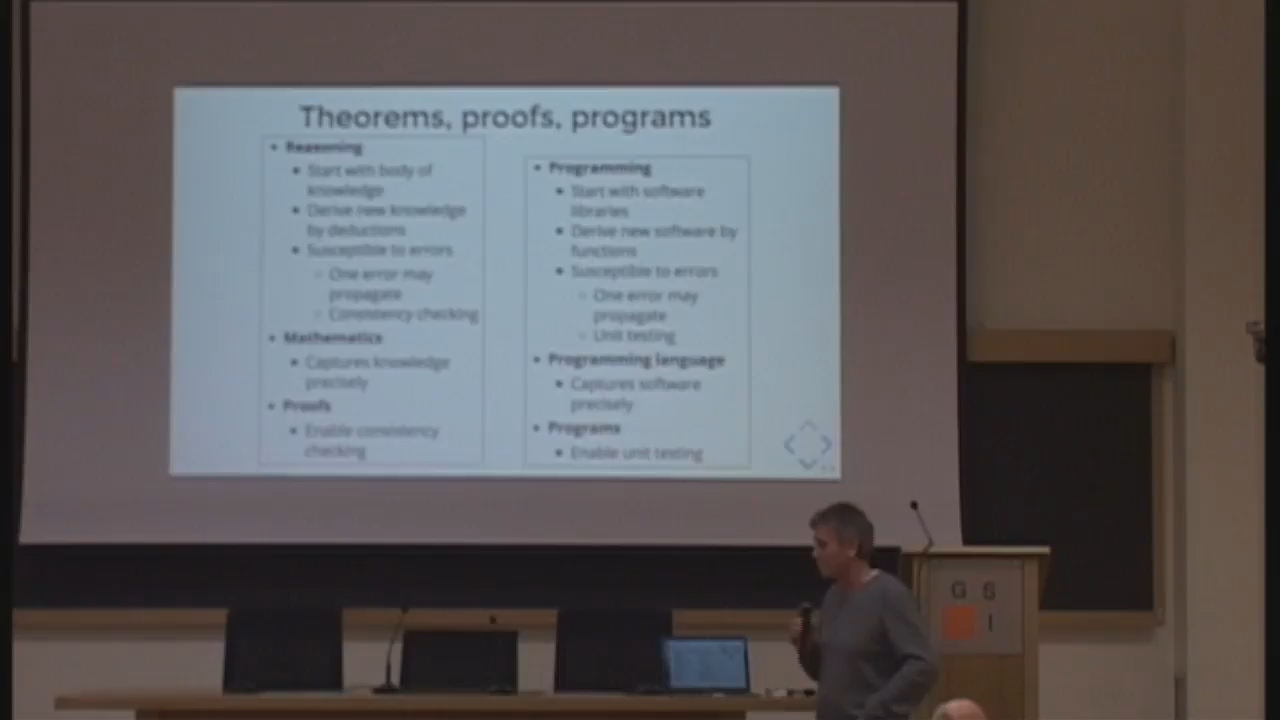 Theorems, proofs, programs
Reasoning
Start with body of
knowledge
Derive new knowledge
by deductions
Susceptible to errors
One error may
propagate
Consistency checking
Mathematics
Captures knowledge
precisely
Proofs
Enable consistency
checking
Programming
Start with software
libraries
Derive new software by
functions
Susceptible to errors
One error may
propagate
Unit testing
Programming language
Captures software
precisely
Programs
Enable unit testing
G S
I